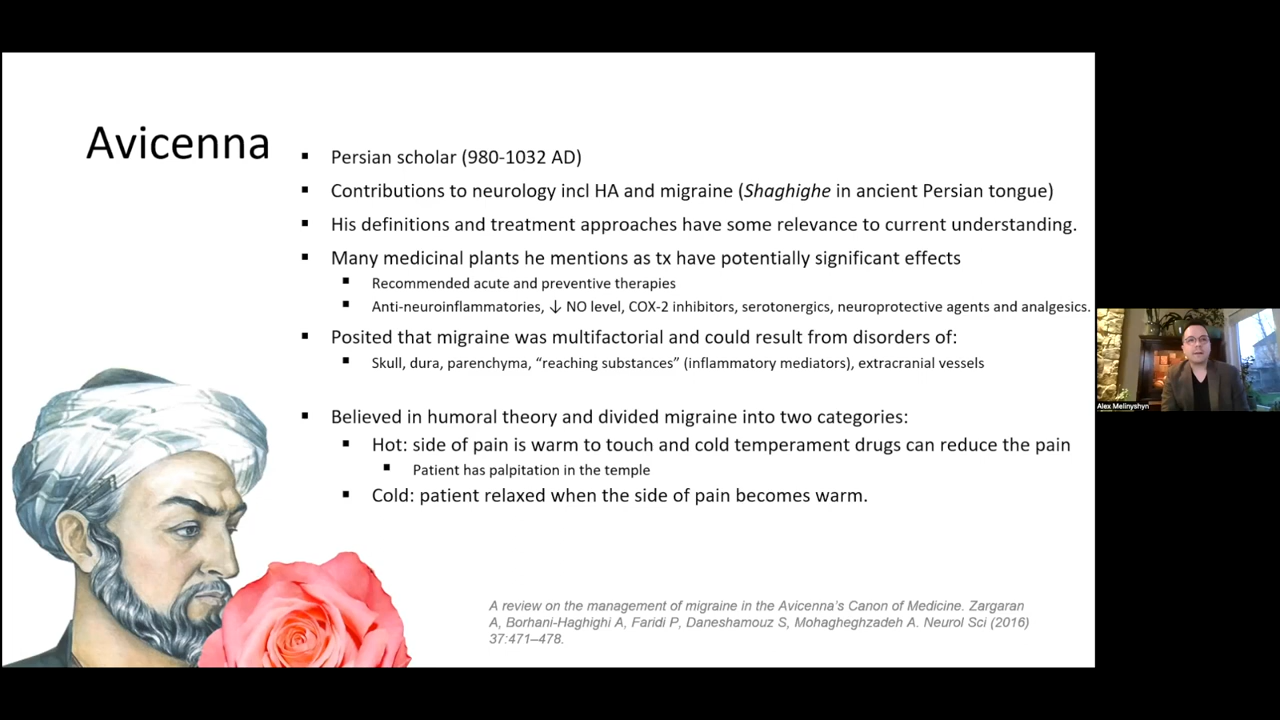 Avicenna
▪ Persian scholar (980-1032 AD)
▪ Contributions to neurology incl HA and migraine (Shaghighe in ancient Persian tongue)
▪ His definitions and treatment approaches have some relevance to current understanding.
▪ Many medicinal plants he mentions as tx have potentially significant effects
▪ Recommended acute and preventive therapies
▪ Anti-neuroinflammatories, ↓ NO level, COX-2 inhibitors, serotonergics, neuroprotective agents and analgesics.
▪ Posited that migraine was multifactorial and could result from disorders of:
▪ Skull, dura, parenchyma, “reaching substances” (inflammatory mediators), extracranial vessels
▪ Believed in humoral theory and divided migraine into two categories:
▪ Hot: side of pain is warm to touch and cold temperament drugs can reduce the pain
▪ Patient has palpitation in the temple
▪ Cold: patient relaxed when the side of pain becomes warm.
A review on the management of migraine in the Avicenna’s Canon of Medicine. Zargaran
A, Borhani-Haghighi A, Faridi P, Daneshamouz S, Mohagheghzadeh A. Neurol Sci (2016)
37:471–478.
Alex Melinyshyn